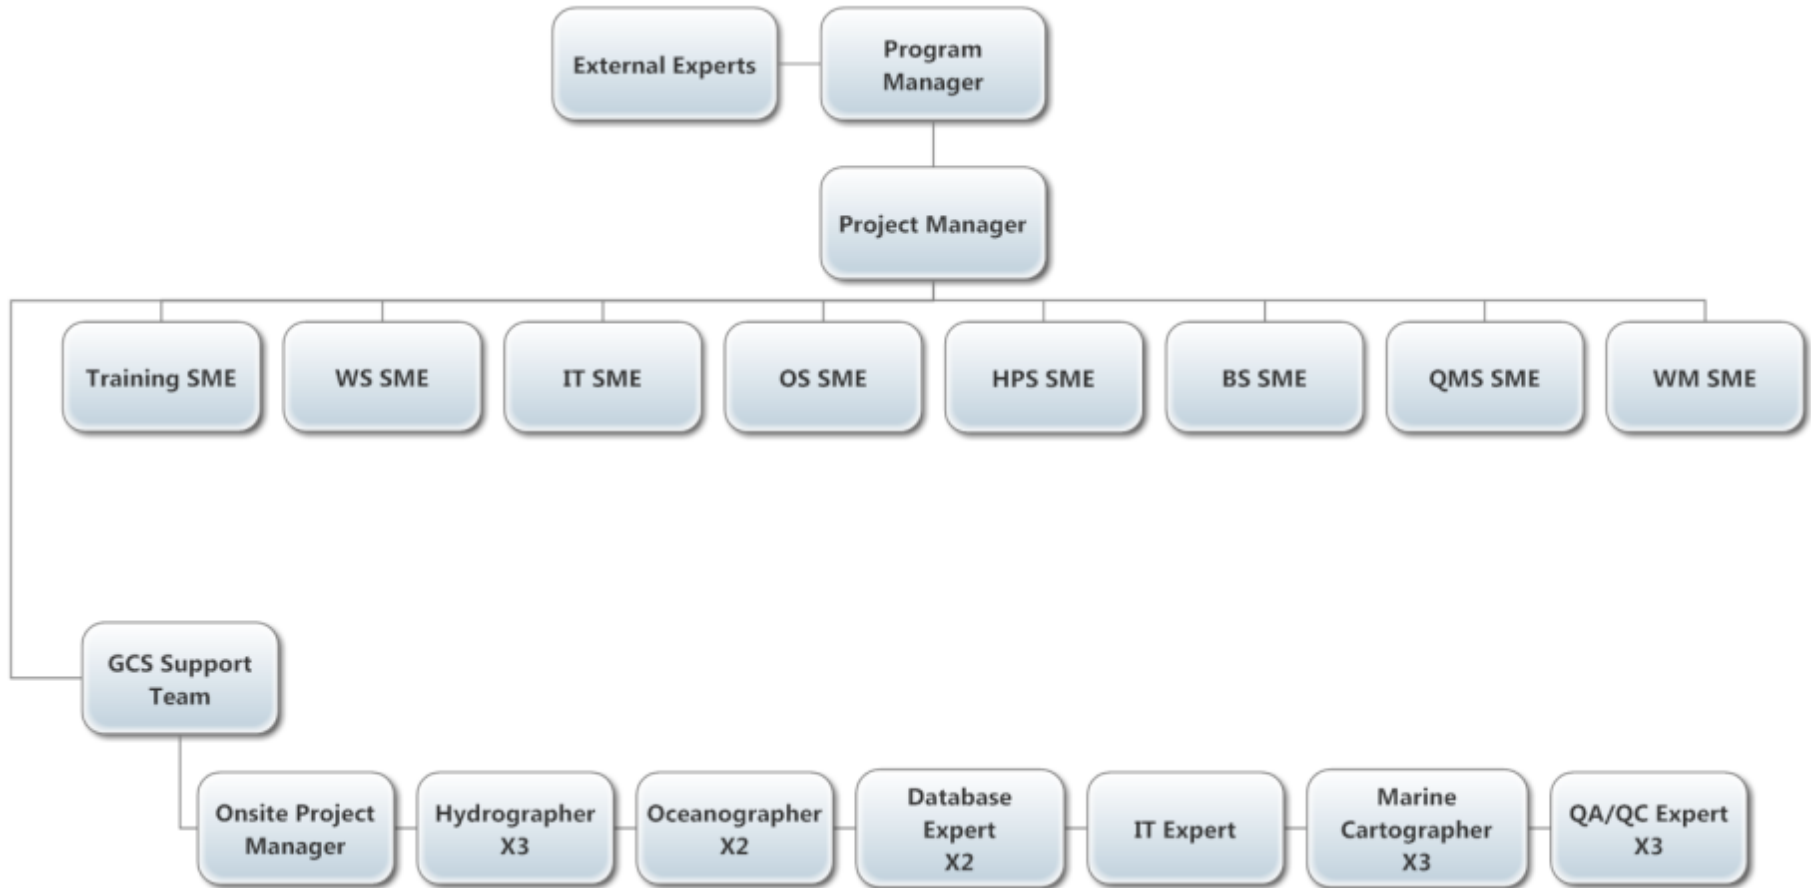 External Experts
Program
Manager
Project Manager
Training SME
WS SME
IT SME
OS SME
HPS SME
BS SME
QMS SME
WM SME
GCS Support
Team
Onsite Project
Manager
Hydrographer
X3
Oceanographer
X2
Database
Expert
X2
IT Expert
Marine
Cartographer
X3
QA/QC Expert
X3